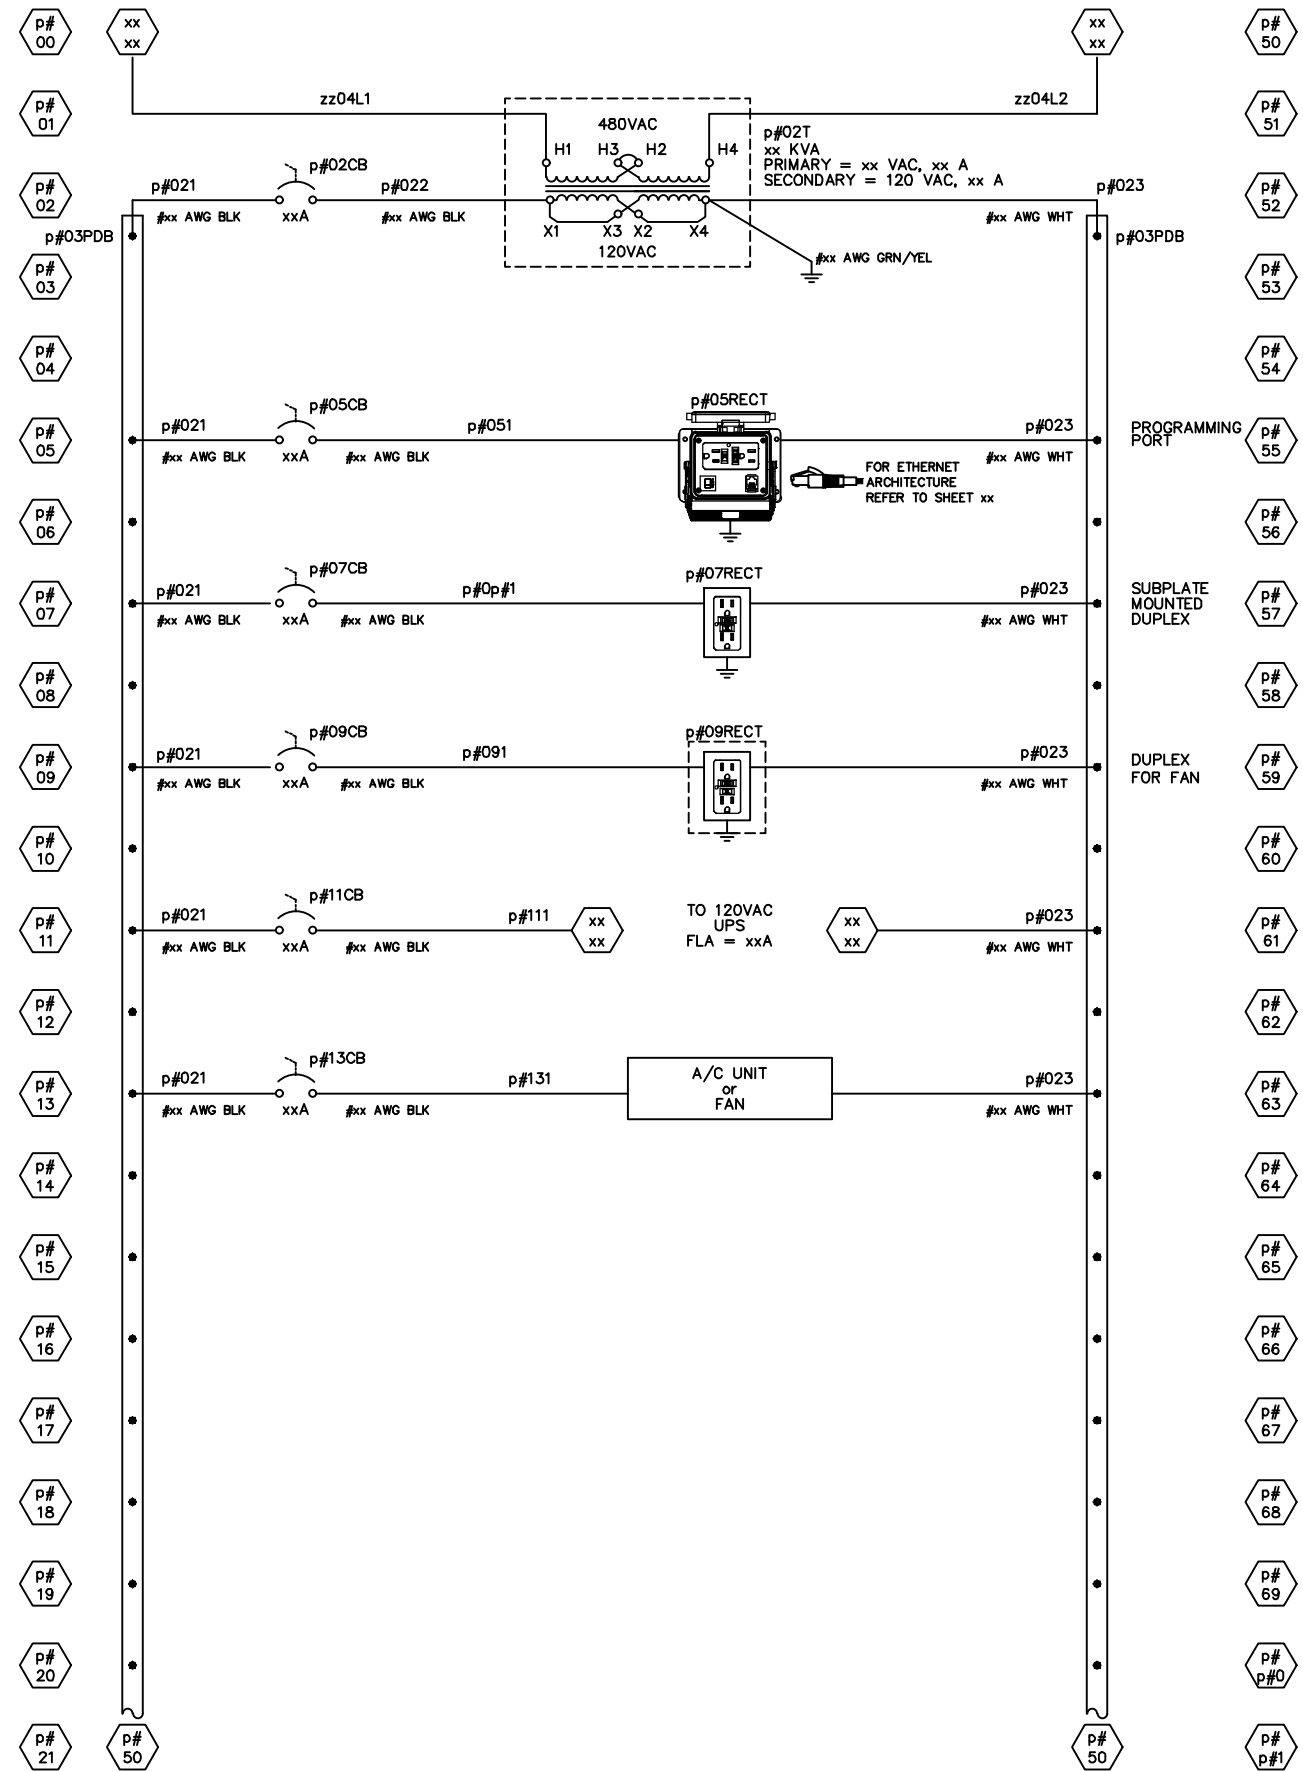 p#
00
xx
xx
xx
xx
p#
50
p#
01
zz04L1
zz04L2
p#
51
480VAC
H1 H3 H2 H4
p#02T
xx KVA
PRIMARY = xx VAC, xx A
SECONDARY = 120 VAC, xx A
p#
02
p#021
p#02CB
p#022
p#023
p#
52
#xx AWG BLK
xxA
#xx AWG BLK
#xx AWG WHT
X1 X3 X2 X4
120VAC
#xx AWG GRN/YEL
p#03PDB
p#03PDB
p#
03
p#
53
p#
04
p#
54
p#
05
p#021
p#05CB
p#051
p#05RECT
p#023
PROGRAMMING
PORT
p#
55
#xx AWG BLK
xxA
#xx AWG BLK
#xx AWG WHT
FOR ETHERNET
ARCHITECTURE
REFER TO SHEET xx
p#
06
p#
56
p#
07
p#021
p#07CB
p#0p#1
p#07RECT
p#023
SUBPLATE
MOUNTED
DUPLEX
p#
57
#xx AWG BLK
xxA
#xx AWG BLK
#xx AWG WHT
p#
08
p#
58
p#
09
p#021
p#09CB
p#091
p#09RECT
p#023
DUPLEX
FOR FAN
p#
59
#xx AWG BLK
xxA
#xx AWG BLK
#xx AWG WHT
p#
10
p#
60
p#
11
p#021
p#11CB
p#111
xx
xx
TO 120VAC
UPS
FLA = xxA
xx
xx
p#023
p#
61
#xx AWG BLK
xxA
#xx AWG BLK
#xx AWG WHT
p#
12
p#
62
p#
13
p#021
p#13CB
p#131
A/C UNIT
or
FAN
p#023
p#
63
#xx AWG BLK
xxA
#xx AWG BLK
#xx AWG WHT
p#
14
p#
64
p#
15
p#
65
p#
16
p#
66
p#
17
p#
67
p#
18
p#
68
p#
19
p#
69
p#
20
p#
p#0
p#
21
p#
50
p#
50
p#
p#1